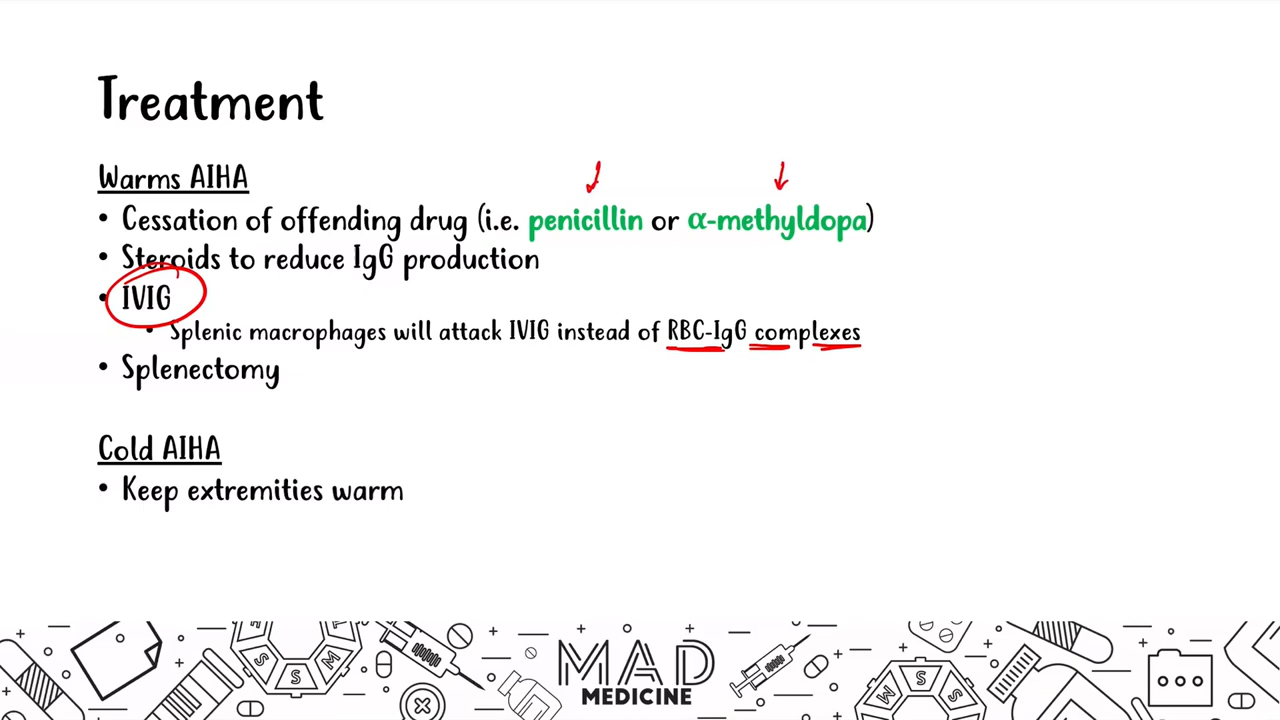 Treatment
Warms AIHA
• Cessation of offending drug (i.e. penicillin or α-methyldopa)
• Steroids to reduce IgG production
• IVIG
• Splenic macrophages will attack IVIG instead of RBC-IgG complexes
• Splenectomy
Cold AIHA
• Keep extremities warm
MAD
MEDICINE
S S M
M S S